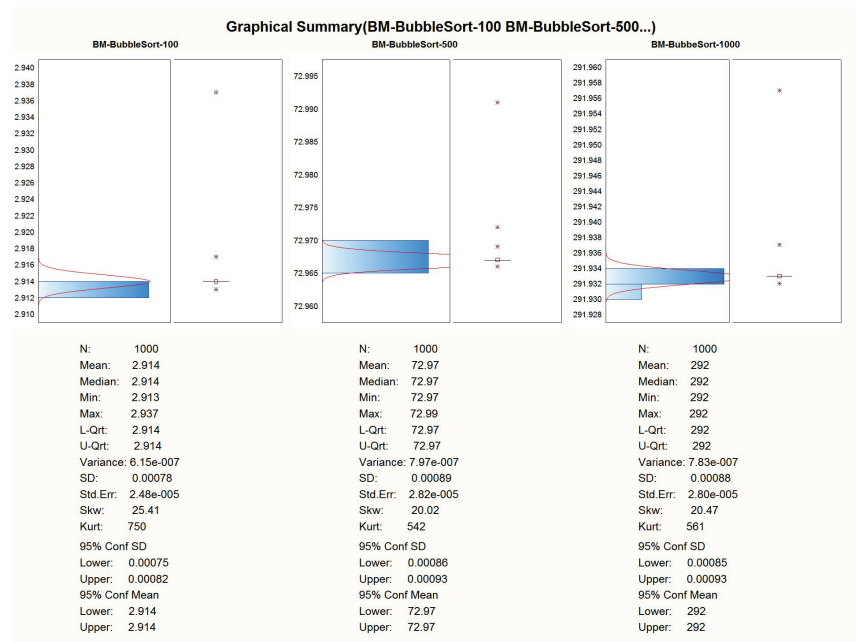 Graphical Summary(BM-BubbleSort-100 BM-BubbleSort-500...)
BM-BubbleSort-100
2.940
2.938
2.936
2.934
2.932
2.930
2.928
2.926
2.924
2.922
2.920
2.918
2.916
2.914
2.912
2.910
N: 1000
Mean: 2.914
Median: 2.914
Min: 2.913
Max: 2.937
L-Qrt: 2.914
U-Qrt: 2.914
Variance: 6.15e-007
SD: 0.00078
Std.Err: 2.48e-005
Skw: 25.41
Kurt: 750
95% Conf SD
Lower: 0.00075
Upper: 0.00082
95% Conf Mean
Lower: 2.914
Upper: 2.914
BM-BubbleSort-500
72.995
72.990
72.985
72.980
72.975
72.970
72.965
72.960
N: 1000
Mean: 72.97
Median: 72.97
Min: 72.97
Max: 72.99
L-Qrt: 72.97
U-Qrt: 72.97
Variance: 7.97e-007
SD: 0.00089
Std.Err: 2.82e-005
Skw: 20.02
Kurt: 542
95% Conf SD
Lower: 0.00086
Upper: 0.00093
95% Conf Mean
Lower: 72.97
Upper: 72.97
BM-BubbeSort-1000
291.960
291.958
291.956
291.954
291.952
291.950
291.948
291.946
291.944
291.942
291.940
291.938
291.936
291.934
291.932
291.930
291.928
N: 1000
Mean: 292
Median: 292
Min: 292
Max: 292
L-Qrt: 292
U-Qrt: 292
Variance: 7.83e-007
SD: 0.00088
Std.Err: 2.80e-005
Skw: 20.47
Kurt: 561
95% Conf SD
Lower: 0.00085
Upper: 0.00093
95% Conf Mean
Lower: 292
Upper: 292